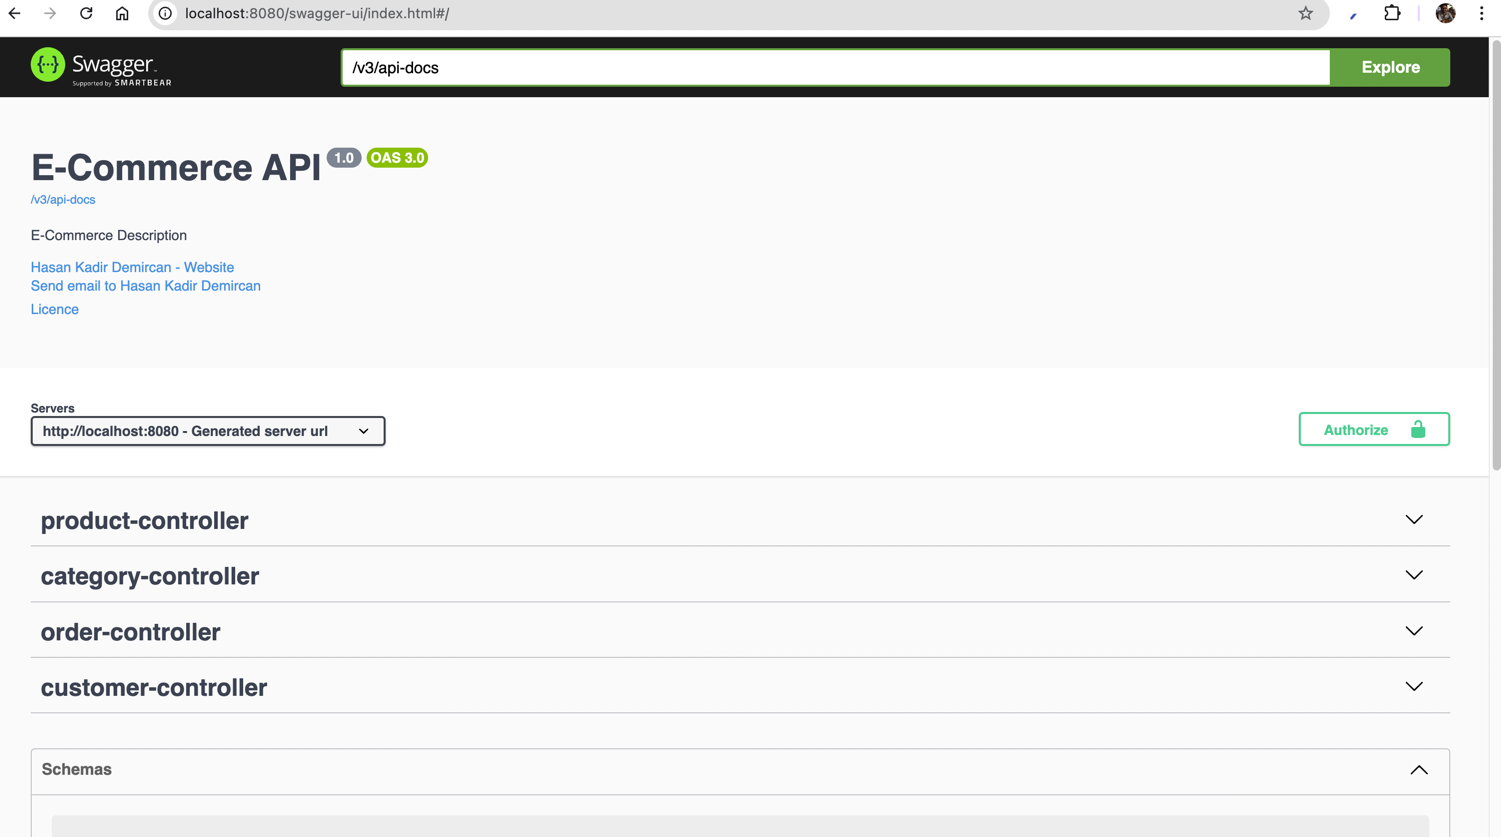 localhost:8080/swagger-ui/index.html#/
Swagger
Supported by SMARTBEAR
/v3/api-docs
Explore
E-Commerce API 1.0 OAS 3.0
/v3/api-docs
E-Commerce Description
Hasan Kadir Demircan - Website
Send email to Hasan Kadir Demircan
Licence
Servers
http://localhost:8080 - Generated server url
Authorize
product-controller
category-controller
order-controller
customer-controller
Schemas